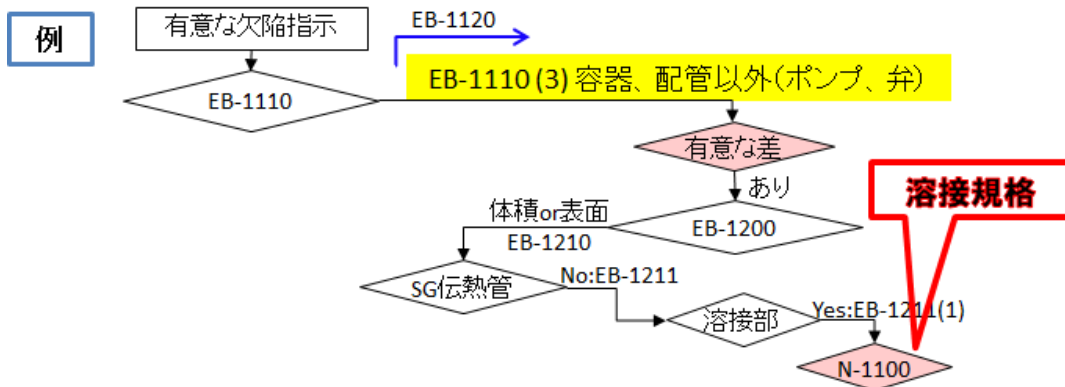 例
有意な欠陥指示
EB-1120
EB-1110 (3) 容器、配管以外(ポンプ、弁)
EB-1110
有意な差
あり
溶接規格
体積or表面
EB-1210
EB-1200
SG伝熱管
No:EB-1211
溶接部
Yes:EB-1211(1)
N-1100